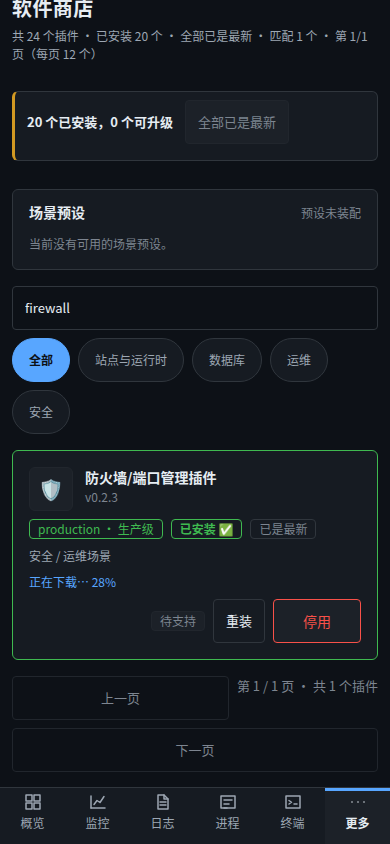 软件商店
共 24 个插件 · 已安装 20 个 · 全部已是最新 · 匹配 1 个 · 第 1/1
页（每页 12 个）
20 个已安装，0 个可升级 全部已是最新
场景预设 预设未装配
当前没有可用的场景预设。
firewall
全部 站点与运行时 数据库 运维
安全
防火墙/端口管理插件
v0.2.3
production · 生产级 已安装 ✅ 已是最新
安全 / 运维场景
正在下载… 28%
待支持 重装 停用
上一页 第 1 / 1 页 · 共 1 个插件
下一页
概览 监控 日志 进程 终端 更多